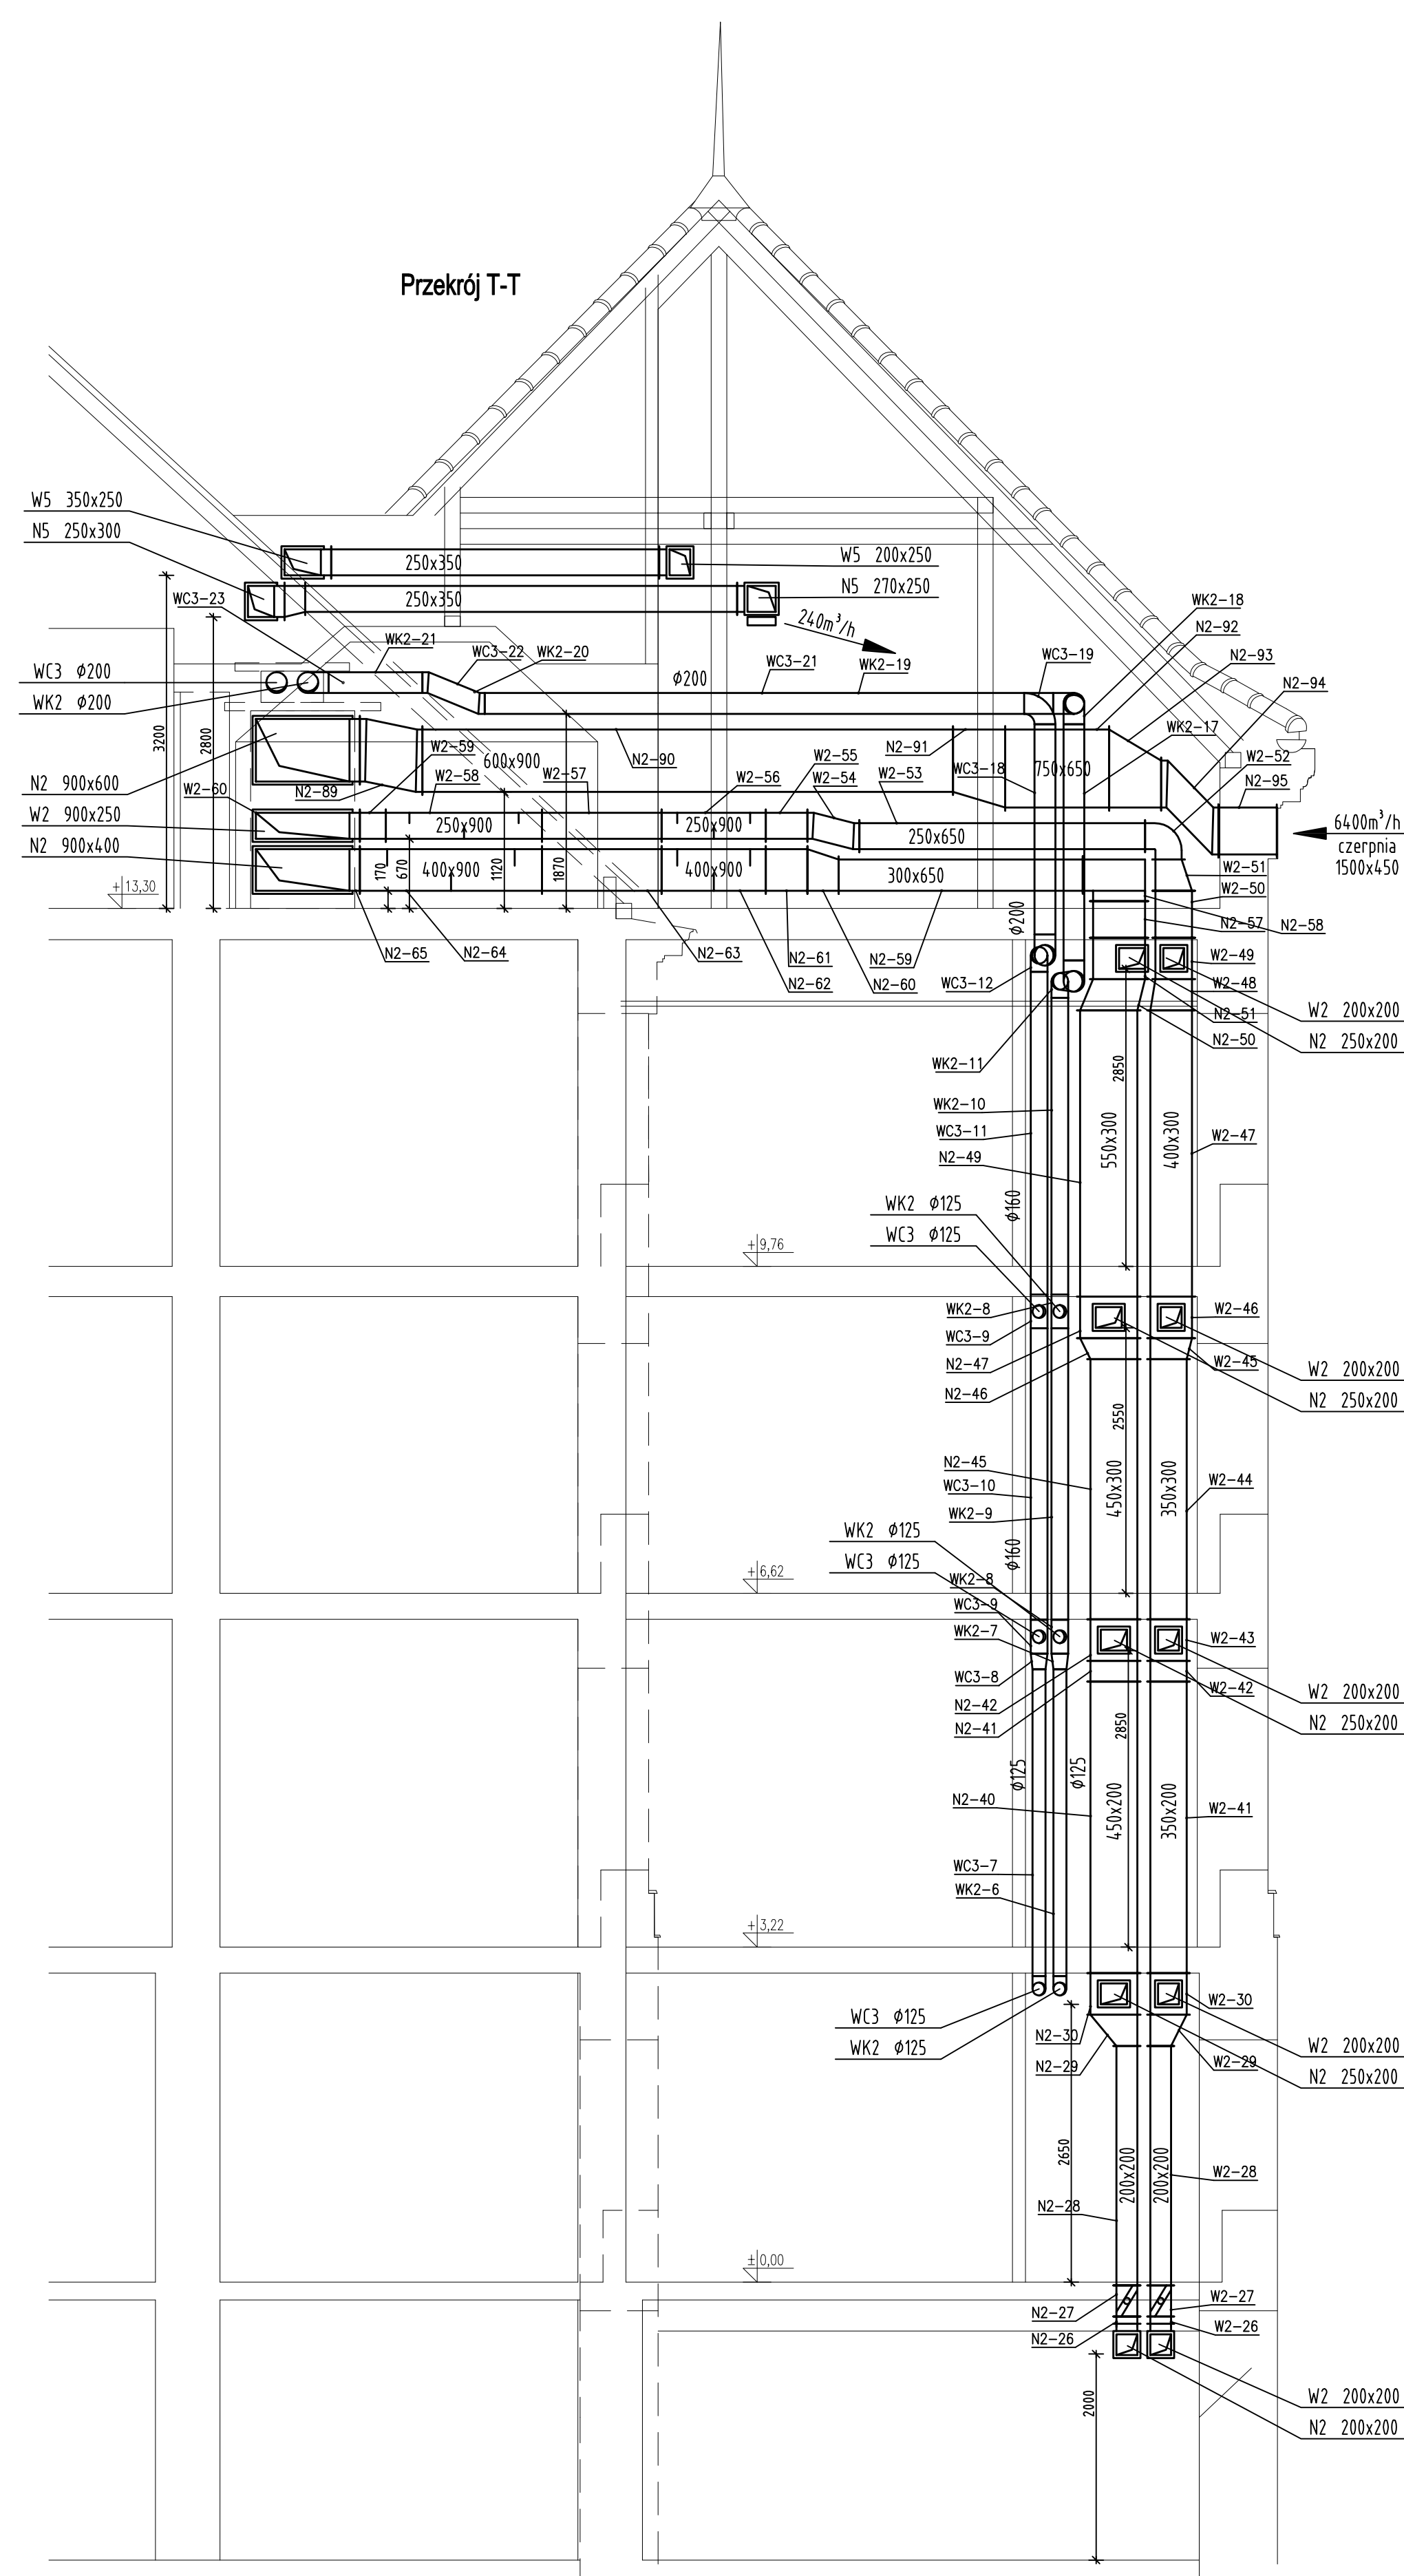 Przekrój T-T
W5 350x250
N5 250x300
250x350
W5 200x250
250x350
N5 270x250
240m³/h
WC3-23
WK2-21
WC3-22
WK2-20
ϕ200
WC3-21
WK2-19
WC3-19
WK2-18
N2-92
N2-93
N2-94
WC3 ϕ200
WK2 ϕ200
3200
2800
WK2-17
W2-52
N2-95
N2 900x600
W2-60
W2 900x250
N2 900x400
N2-89
W2-59
W2-58
600x900
W2-57
N2-90
W2-56
W2-55
W2-54
W2-53
N2-91
WC3-18
750x650
250x900
250x900
250x650
6400m³/h
czerpnia
1500x450
170
670
400x900
1120
1870
400x900
300x650
W2-51
W2-50
+13,30
ϕ200
N2-57
N2-58
N2-65
N2-64
N2-63
N2-62
N2-61
N2-60
N2-59
WC3-12
W2-49
W2-48
W2 200x200
N2-51
N2 250x200
N2-50
WK2-11
2850
WK2-10
WC3-11
N2-49
550x300
400x300
W2-47
ϕ160
WK2 ϕ125
WC3 ϕ125
+9,76
WK2-8
WC3-9
N2-47
N2-46
W2-46
W2-45
W2 200x200
N2 250x200
2550
N2-45
WC3-10
WK2-9
450x300
350x300
W2-44
WK2 ϕ125
WC3 ϕ125
ϕ160
+6,62
WK2-8
WC3-9
WK2-7
WC3-8
N2-42
N2-41
W2-43
W2-42
W2 200x200
N2 250x200
2850
ϕ125
ϕ125
N2-40
450x200
350x200
W2-41
WC3-7
WK2-6
+3,22
WC3 ϕ125
WK2 ϕ125
N2-30
N2-29
W2-30
W2-29
W2 200x200
N2 250x200
2650
200x200
200x200
W2-28
N2-28
±0,00
N2-27
N2-26
W2-27
W2-26
2000
W2 200x200
N2 200x200